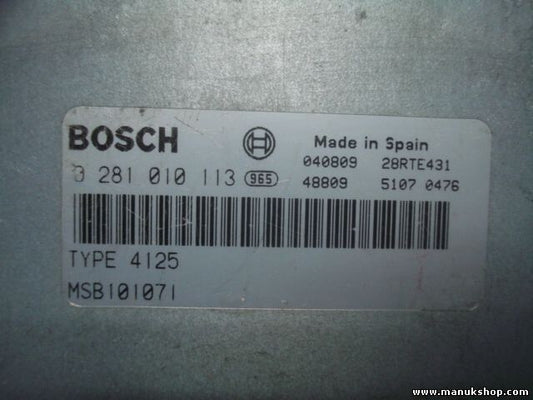 BOSCH
Made in Spain
040809 28RTE431
0 281 010 113 965 48809 5107 0476
TYPE 4125
MSB101071
www.manukshop.com